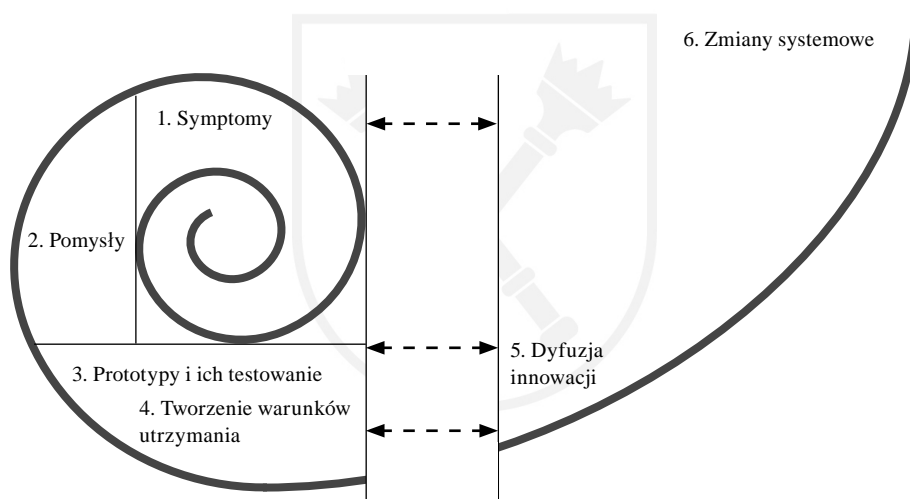 6. Zmiany systemowe
1. Symptomy
2. Pomysły
3. Prototypy i ich testowanie
4. Tworzenie warunków
utrzymania
5. Dyfuzja
innowacji